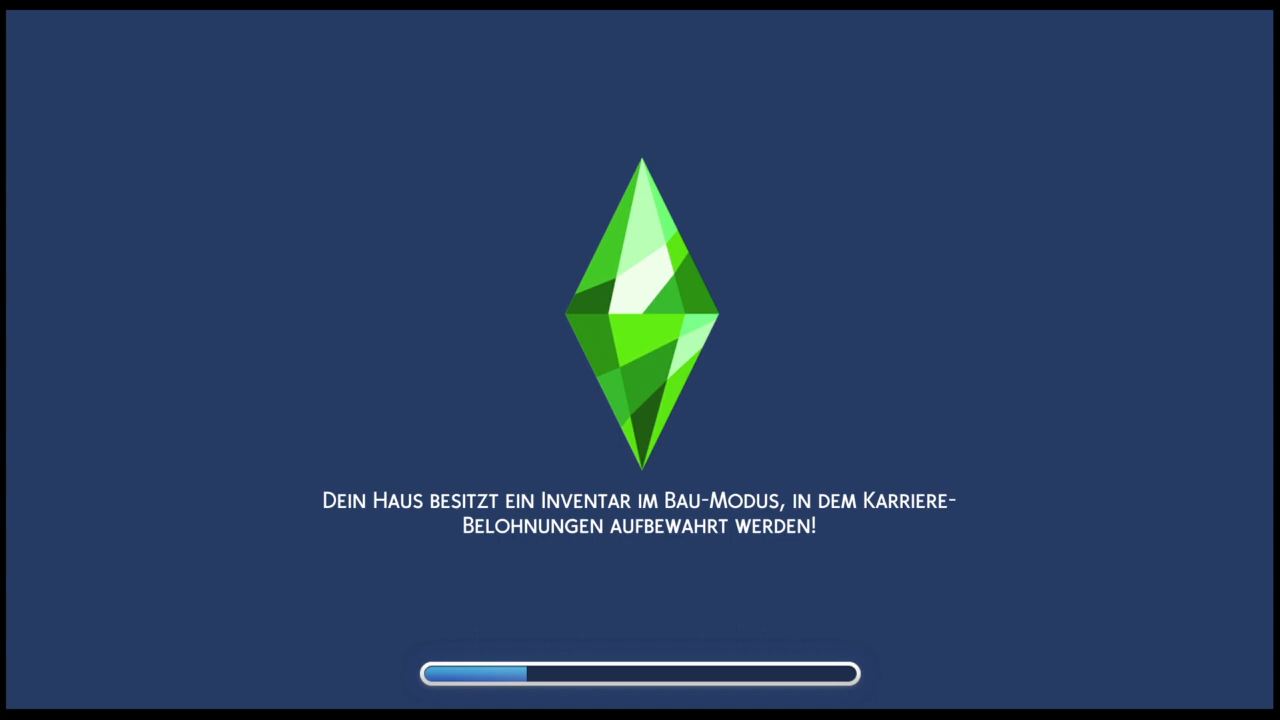 Dein Haus besitzt ein Inventar im Bau-Modus, in dem Karriere-
Belohnungen aufbewahrt werden!